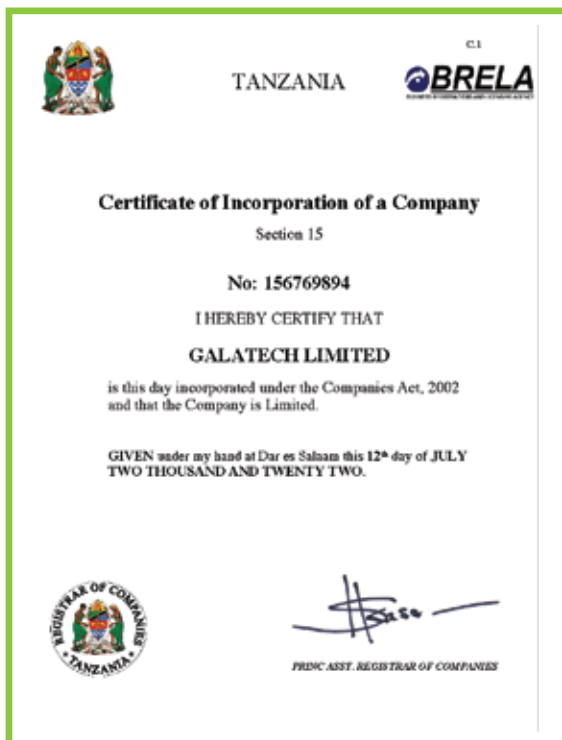 C.1
TANZANIA
BRELA
Certificate of Incorporation of a Company
Section 15
No: 156769894
I HEREBY CERTIFY THAT
GALATECH LIMITED
is this day incorporated under the Companies Act, 2002
and that the Company is Limited.
GIVEN under my hand at Dar es Salaam this 12th day of JULY
TWO THOUSAND AND TWENTY TWO.
REGISTRAR OF COMPANIES
TANZANIA
PRINC ASST. REGISTRAR OF COMPANIES